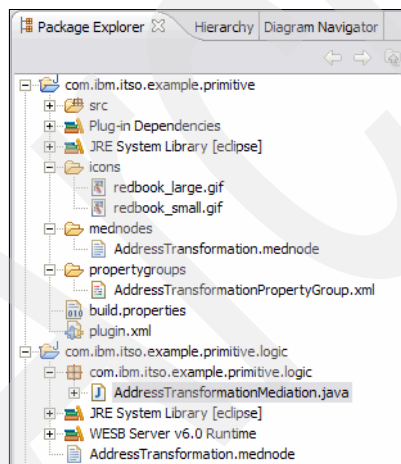 Package Explorer Hierarchy Diagram Navigator
com.ibm.itso.example.primitive
src
Plug-in Dependencies
JRE System Library [eclipse]
icons
redbook_large.gif
redbook_small.gif
mednodes
AddressTransformation.mednode
propertygroups
AddressTransformationPropertyGroup.xml
build.properties
plugin.xml
com.ibm.itso.example.primitive.logic
com.ibm.itso.example.primitive.logic
AddressTransformationMediation.java
JRE System Library [eclipse]
WESB Server v6.0 Runtime
AddressTransformation.mednode